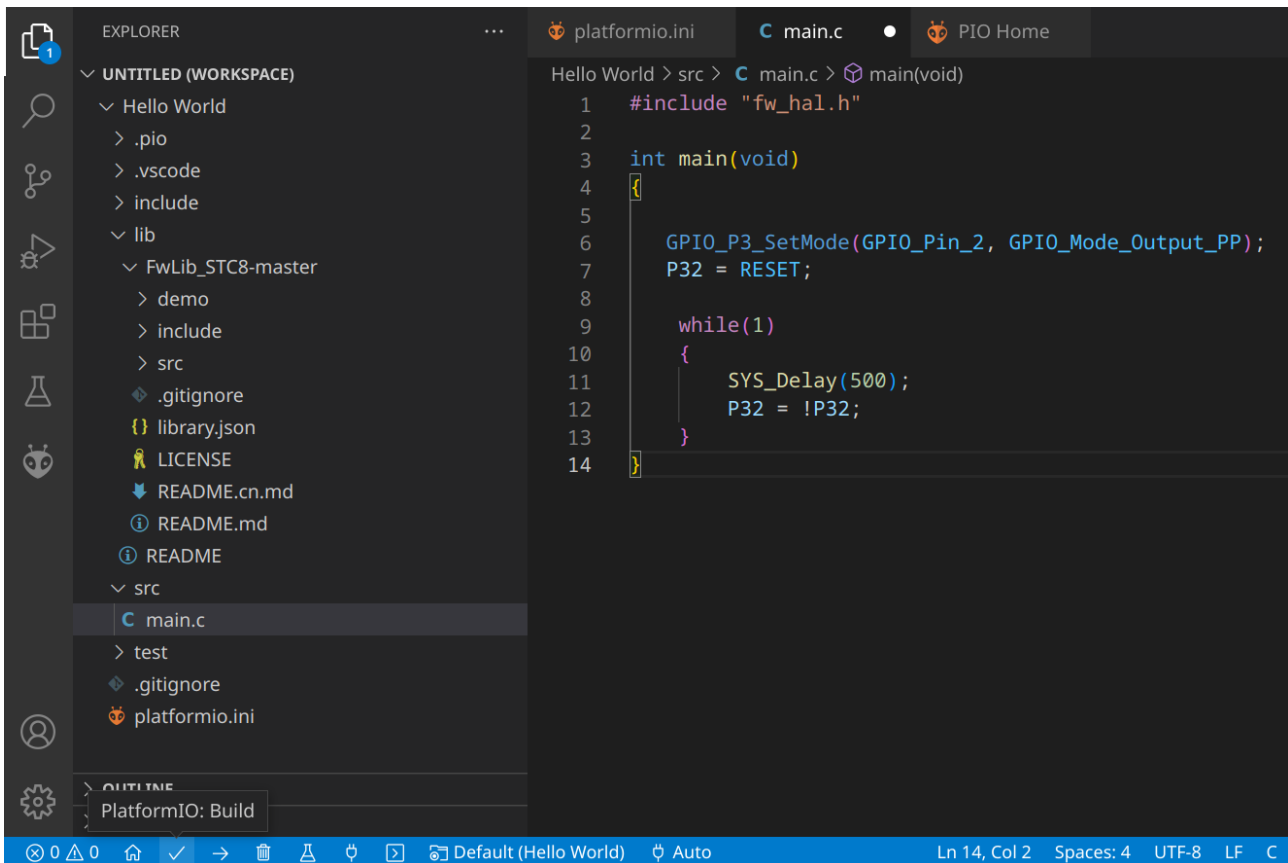 EXPLORER
UNTITLED (WORKSPACE)
Hello World
.pio
.vscode
include
lib
FwLib_STC8-master
demo
include
src
.gitignore
{} library.json
LICENSE
README.cn.md
README.md
README
src
C main.c
test
.gitignore
platformio.ini
OUTLINE
PlatformIO: Build
1
platformio.ini C main.c PIO Home
Hello World > src > C main.c > main(void)
1 #include "fw_hal.h"
2
3 int main(void)
4 {
5
6 GPIO_P3_SetMode(GPIO_Pin_2, GPIO_Mode_Output_PP);
7 P32 = RESET;
8
9 while(1)
10 {
11 SYS_Delay(500);
12 P32 = !P32;
13 }
14 }
0 0 Default (Hello World) Auto Ln 14, Col 2 Spaces: 4 UTF-8 LF C